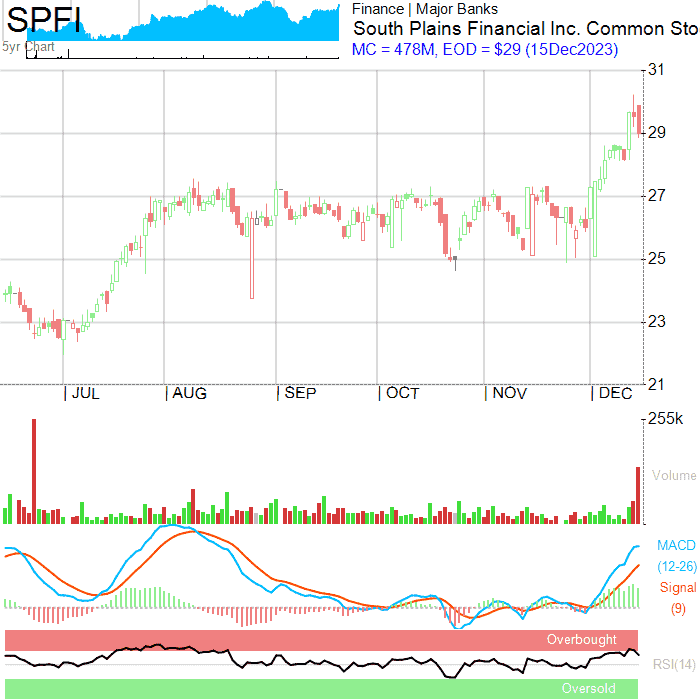 SPFI
5yr Chart
Finance | Major Banks
South Plains Financial Inc. Common Sto
MC = 478M, EOD = $29 (15Dec2023)
31
29
27
25
23
21
| JUL | AUG | SEP | OCT | NOV | DEC
255k
Volume
MACD
(12-26)
Signal
(9)
Overbought
RSI(14)
Oversold